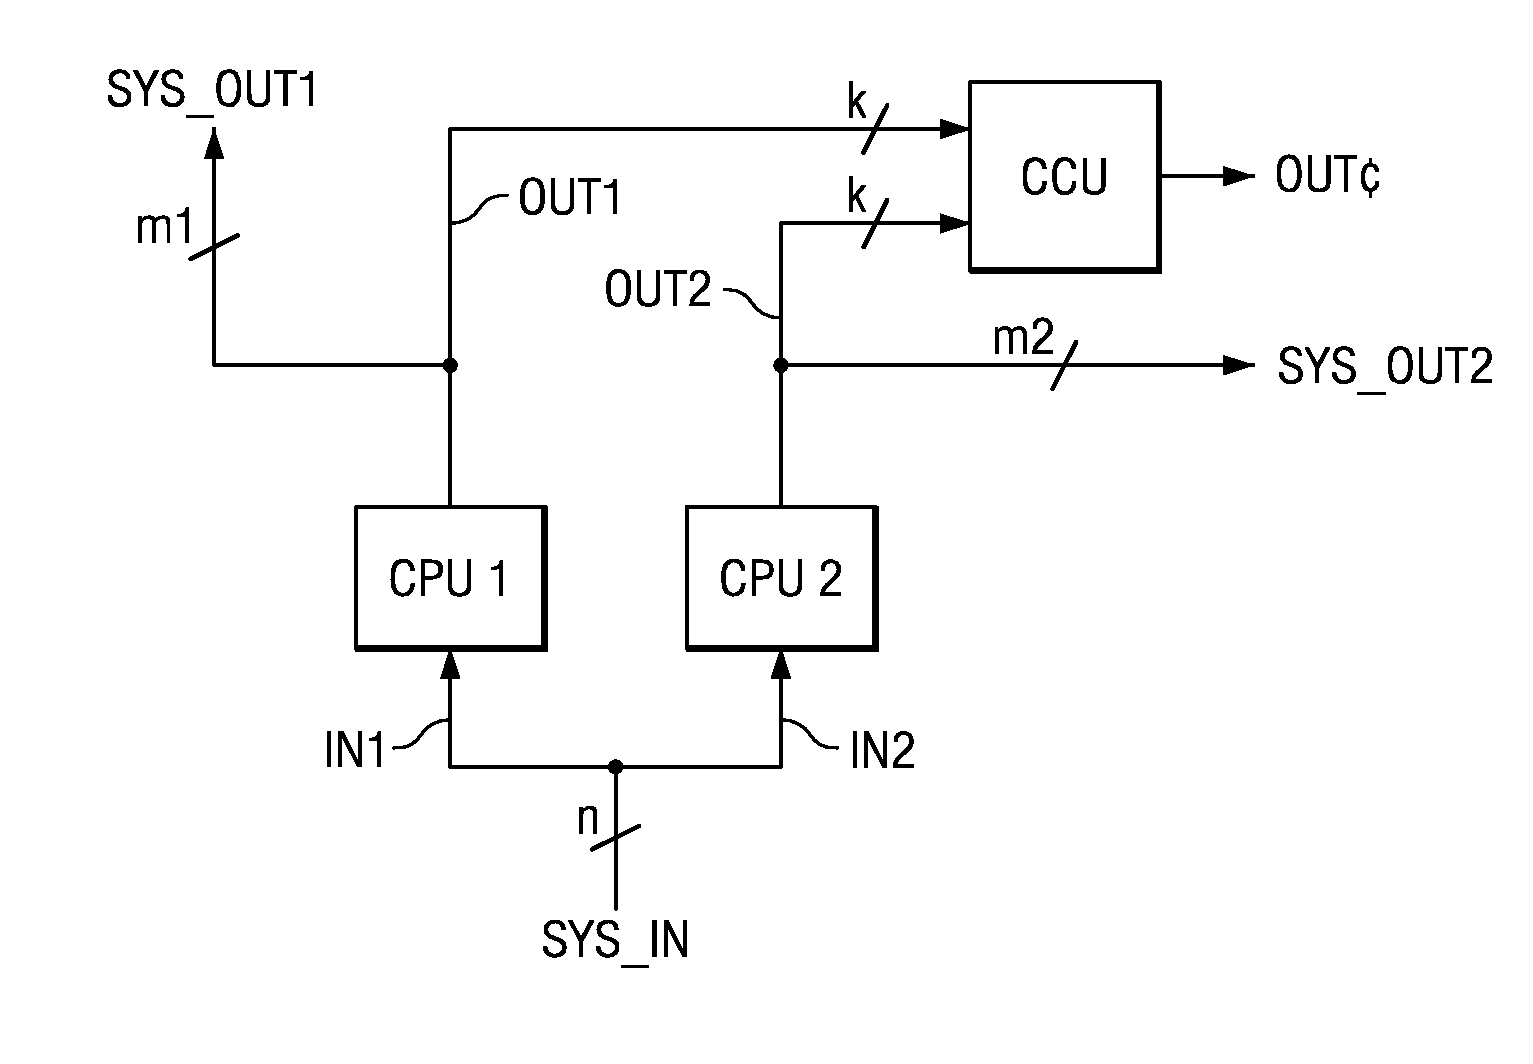 SYS_OUT1
k
CCU
OUT¢
m1
OUT1
k
OUT2
m2
SYS_OUT2
CPU 1
CPU 2
IN1
IN2
n
SYS_IN